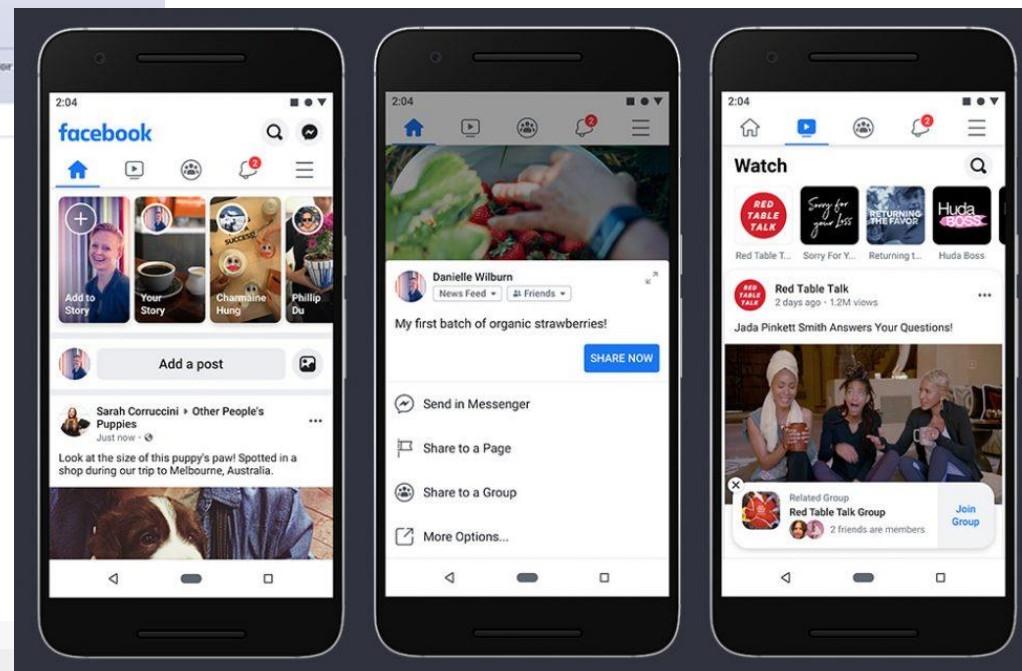 2:04
facebook
2
Add to
Story
Your
Story
SUCCESS!
Charmaine
Hung
Phillip
Du
Add a post
Sarah Corruccini ▸ Other People's
Puppies
Just now ·
Look at the size of this puppy's paw! Spotted in a
shop during our trip to Melbourne, Australia.
2:04
2
Danielle Wilburn
News Feed
Friends
My first batch of organic strawberries!
SHARE NOW
Send in Messenger
Share to a Page
Share to a Group
More Options...
2:04
2
Watch
RED
TABLE
TALK
Sorry for
your Loss
RETURNING
THE FAVOR
Huda
BOSS
Red Table T...
Sorry For Y...
Returning t...
Huda Boss
RED
TABLE
TALK
Red Table Talk
2 days ago · 1.2M views
Jada Pinkett Smith Answers Your Questions!
Related Group
Red Table Talk Group
2 friends are members
Join
Group